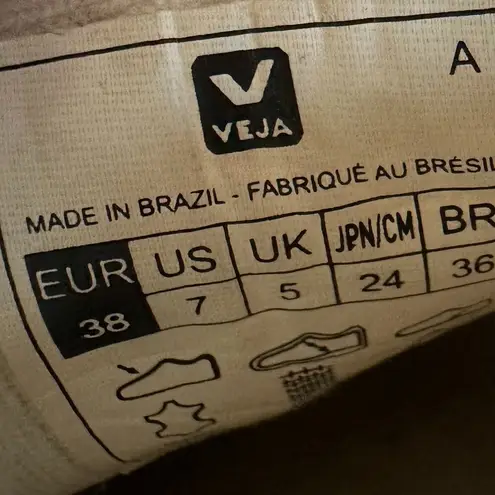 A
V
VEJA
MADE IN BRAZIL - FABRIQUÉ AU BRÉSIL
EUR US UK JPN/CM BR
38 7 5 24 36